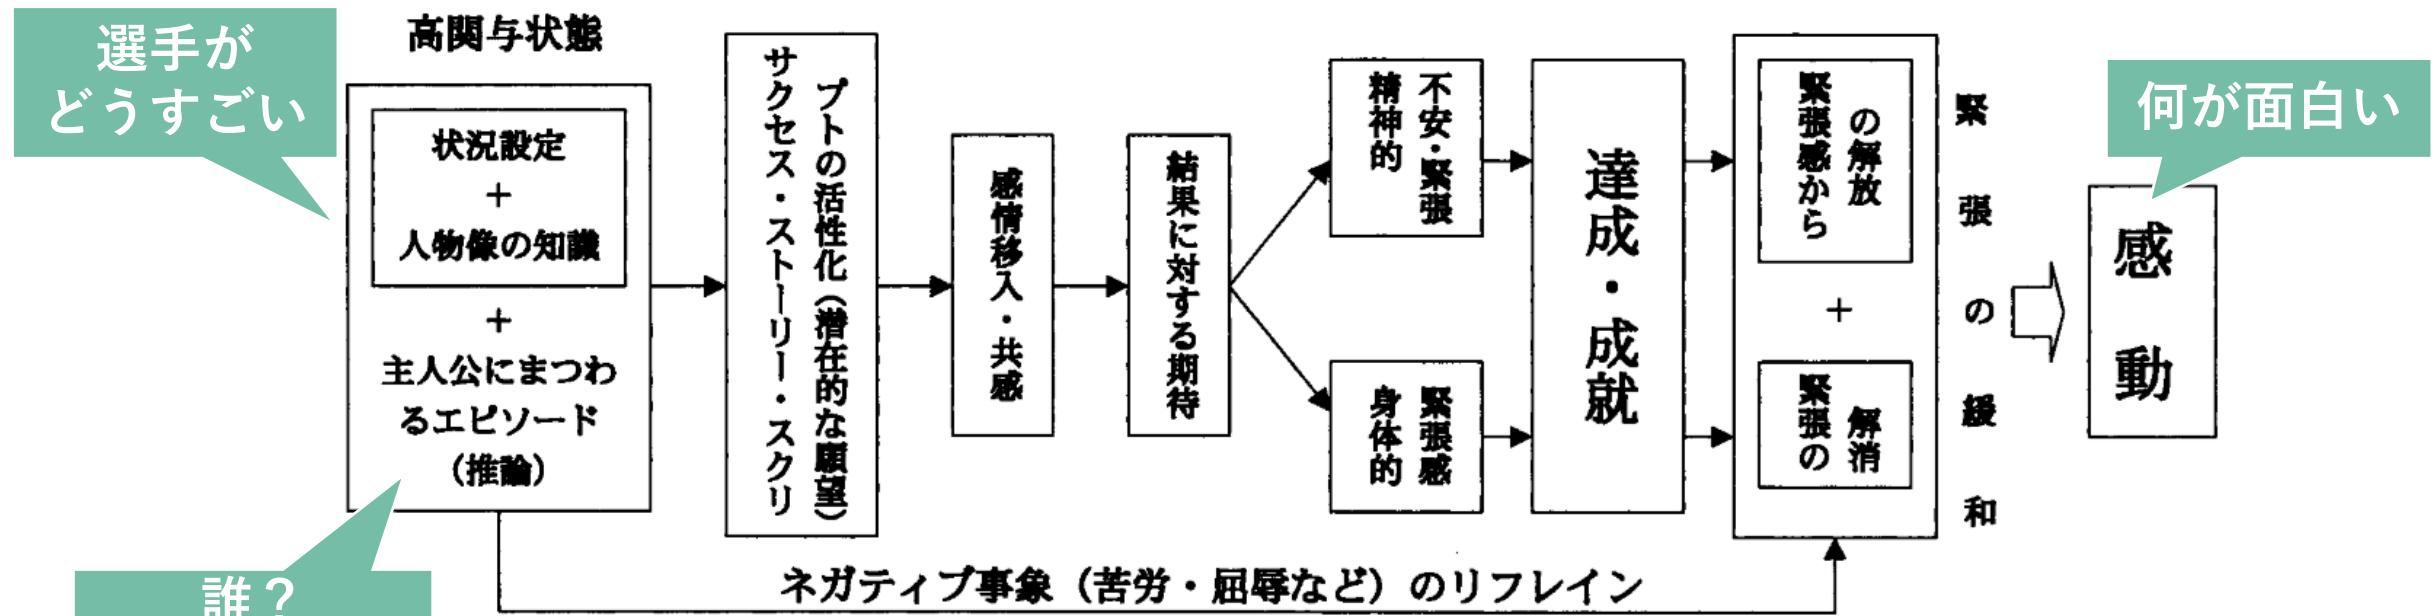 選手が
どうすごい
高関与状態
状況設定
+
人物像の知識
+
主人公にまつわ
るエピソード
(推論)
誰?
サクセス・ストーリー・スクリ
プトの活性化(潜在的な願望)
感情移入・共感
結果に対する期待
精神的
不安・緊張
身体的
緊張感
達成・成就
緊張感から
の解放
+
緊張の
解消
緊張の緩和
何が面白い
感動
ネガティブ事象(苦労・屈辱など)のリフレイン